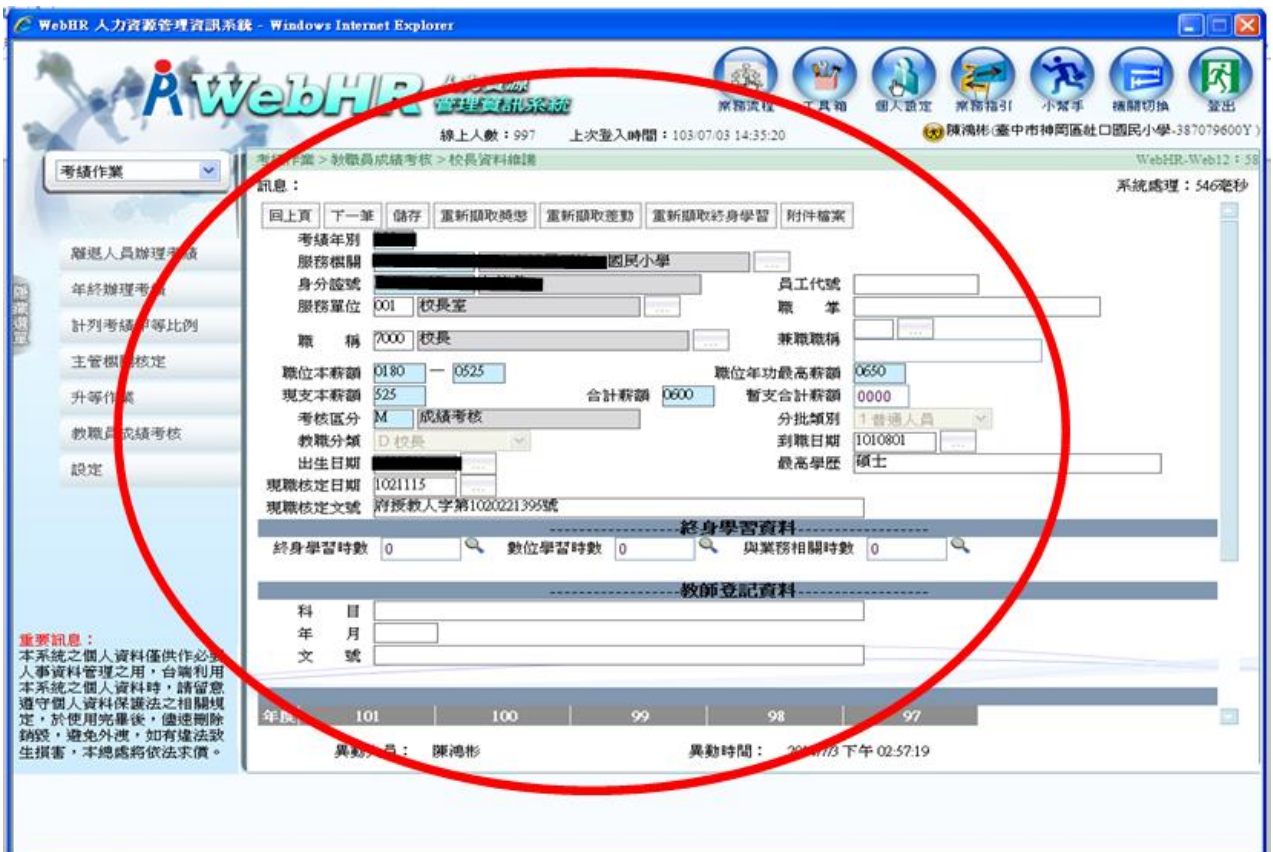 WebHR 人力資源管理資訊系統 - Windows Internet Explorer
WebHR 人力資源
管理資訊系統
業務流程 工具箱 個人設定 業務指引 小幫手 機關切換 登出
線上人數：997 上次登入時間：103/07/03 14:35:20 陳鴻彬(臺中市神岡區社口國民小學-387079600Y)
考績作業 > 教職員成績考核 > 校長資料維護 WebHR-Web12：58
考績作業
訊息： 系統處理：546毫秒
回上頁 下一筆 儲存 重新擷取獎懲 重新擷取差勤 重新擷取終身學習 附件檔案
離退人員辦理考績
年終辦理考績
計列考績甲等比例
主管機關核定
升等作業
教職員成績考核
設定
考績年別
服務機關 國民小學 ...
身分證號 員工代號
服務單位 001 校長室 ... 職 掌
職 稱 7000 校長 ... 兼職職稱 ...
職位本薪額 0180 — 0525 職位年功最高薪額 0650
現支本薪額 525 合計薪額 0600 暫支合計薪額 0000
考核區分 M 成績考核 分批類別 1 普通人員
教職分類 D 校長 到職日期 1010801 ...
出生日期 ... 最高學歷 碩士
現職核定日期 1021115 ...
現職核定文號 府授教人字第1020221395號
------------------終身學習資料------------------
終身學習時數 0 數位學習時數 0 與業務相關時數 0
------------------教師登記資料------------------
科 目
年 月
文 號
重要訊息：
本系統之個人資料僅供作必要
人事資料管理之用，台端利用
本系統之個人資料時，請留意
遵守個人資料保護法之相關規
定，於使用完畢後，儘速刪除
銷毀，避免外洩，如有違法致
生損害，本總處將依法求償。
年度 101 100 99 98 97
異動人員： 陳鴻彬 異動時間： 下午 02:57:19